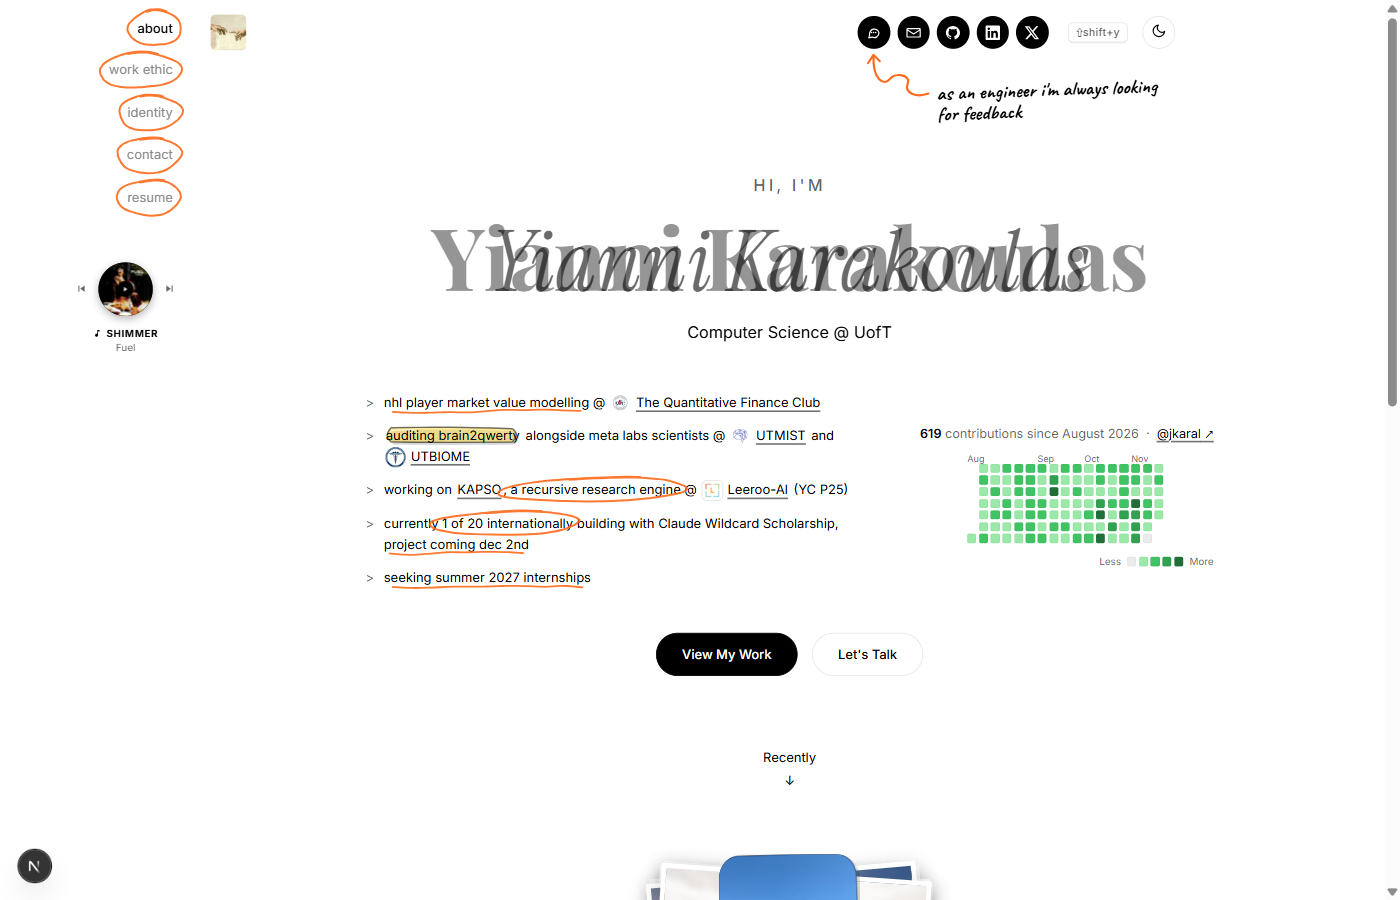 about
work ethic
identity
contact
resume
SHIMMER
Fuel
⇧shift+y
as an engineer i'm always looking
for feedback
HI, I'M
Yianni Karakoulas
Computer Science @ UofT
> nhl player market value modelling @ The Quantitative Finance Club
> auditing brain2qwerty alongside meta labs scientists @ UTMIST and
UTBIOME
> working on KAPSO, a recursive research engine @ Leeroo-AI (YC P25)
> currently 1 of 20 internationally building with Claude Wildcard Scholarship,
project coming dec 2nd
> seeking summer 2027 internships
619 contributions since August 2026 · @jkaral ↗
Aug Sep Oct Nov
Less More
View My Work
Let's Talk
Recently
↓
N